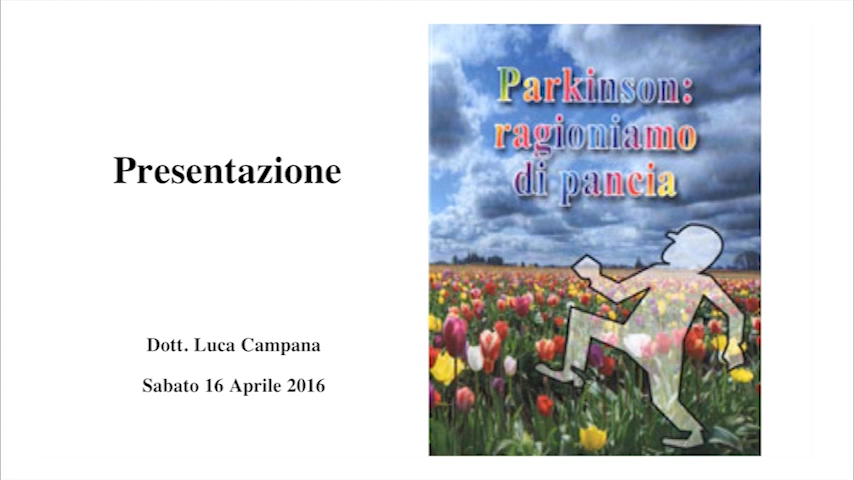 Presentazione
Dott. Luca Campana
Sabato 16 Aprile 2016
Parkinson:
ragioniamo
di pancia